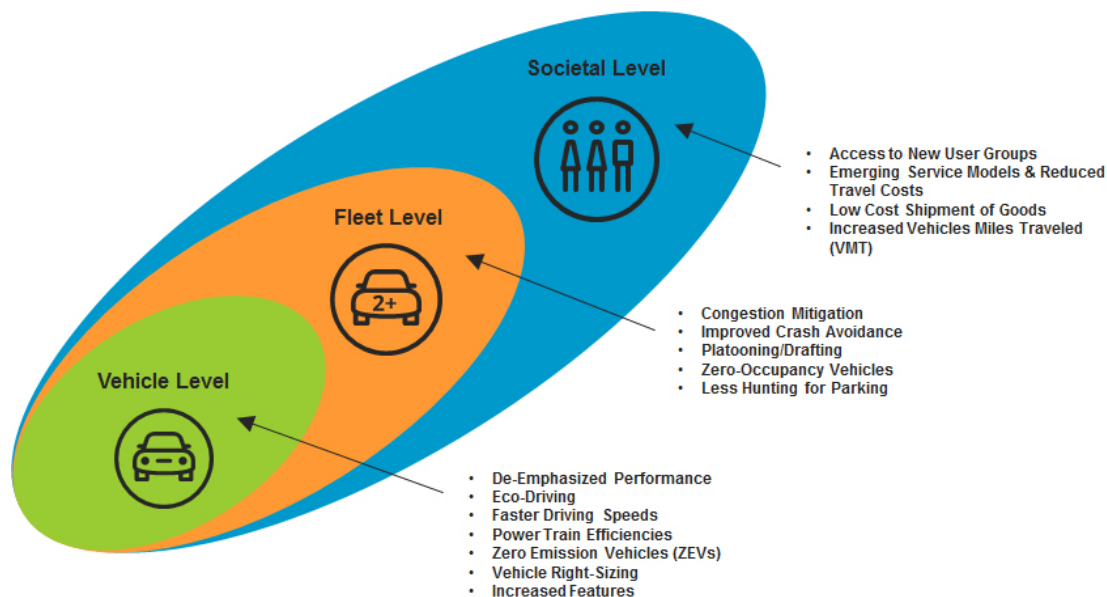 Societal Level
• Access to New User Groups
• Emerging Service Models & Reduced
Travel Costs
• Low Cost Shipment of Goods
• Increased Vehicles Miles Traveled
(VMT)
Fleet Level
2+
• Congestion Mitigation
• Improved Crash Avoidance
• Platooning/Drafting
• Zero-Occupancy Vehicles
• Less Hunting for Parking
Vehicle Level
• De-Emphasized Performance
• Eco-Driving
• Faster Driving Speeds
• Power Train Efficiencies
• Zero Emission Vehicles (ZEVs)
• Vehicle Right-Sizing
• Increased Features